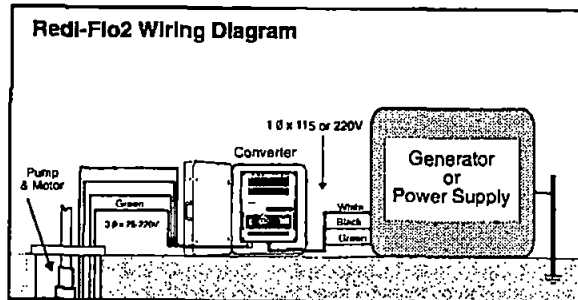 Redi-Flo2 Wiring Diagram
1 Ø x 115 or 220V
Converter
Generator
or
Power Supply
Pump
& Motor
Green
3 Ø x 25-220V
White
Black
Green